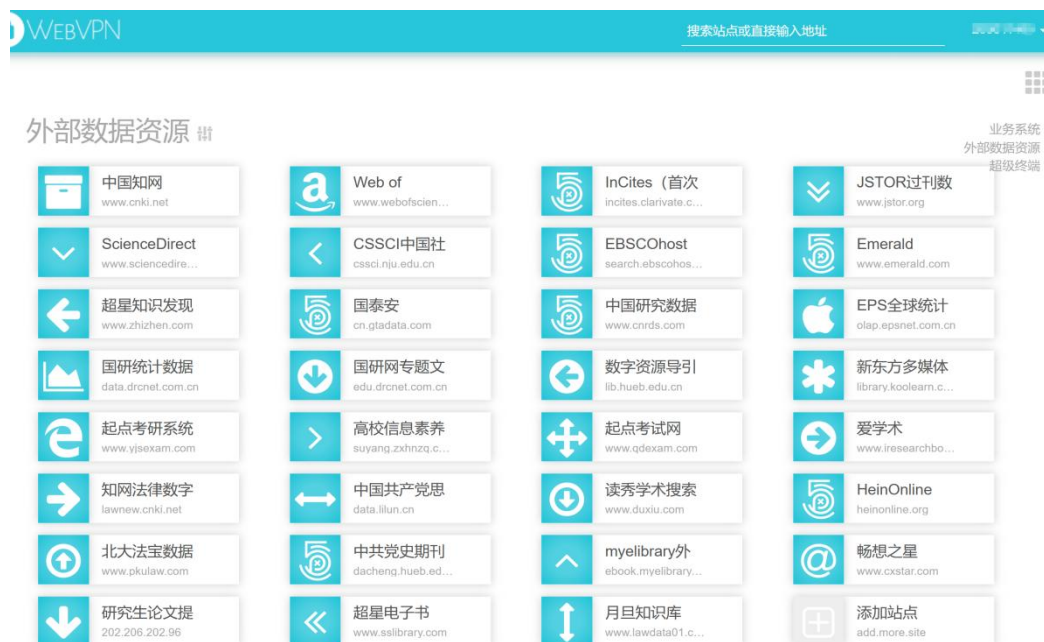 WEBVPN
搜索站点或直接输入地址
业务系统
外部数据资源
超级终端
外部数据资源
中国知网
www.cnki.net
Web of
www.webofscien...
InCites（首次
incites.clarivate.c...
JSTOR过刊数
www.jstor.org
ScienceDirect
www.sciencedire...
CSSCI中国社
cssci.nju.edu.cn
EBSCOhost
search.ebscohos...
Emerald
www.emerald.com
超星知识发现
www.zhizhen.com
国泰安
cn.gtadata.com
中国研究数据
www.cnrds.com
EPS全球统计
olap.epsnet.com.cn
国研统计数据
data.drcnet.com.cn
国研网专题文
edu.drcnet.com.cn
数字资源导引
lib.hueb.edu.cn
新东方多媒体
library.koolearn.c...
起点考研系统
www.yjsexam.com
高校信息素养
suyang.zxhnzq.c...
起点考试网
www.qdexam.com
爱学术
www.iresearchbo...
知网法律数字
lawnew.cnki.net
中国共产党思
data.lilun.cn
读秀学术搜索
www.duxiu.com
HeinOnline
heinonline.org
北大法宝数据
www.pkulaw.com
中共党史期刊
dacheng.hueb.ed...
myelibrary外
ebook.myelibrary...
畅想之星
www.cxstar.com
研究生论文提
202.206.202.96
超星电子书
www.sslibrary.com
月旦知识库
www.lawdata01.c...
添加站点
add.more.site